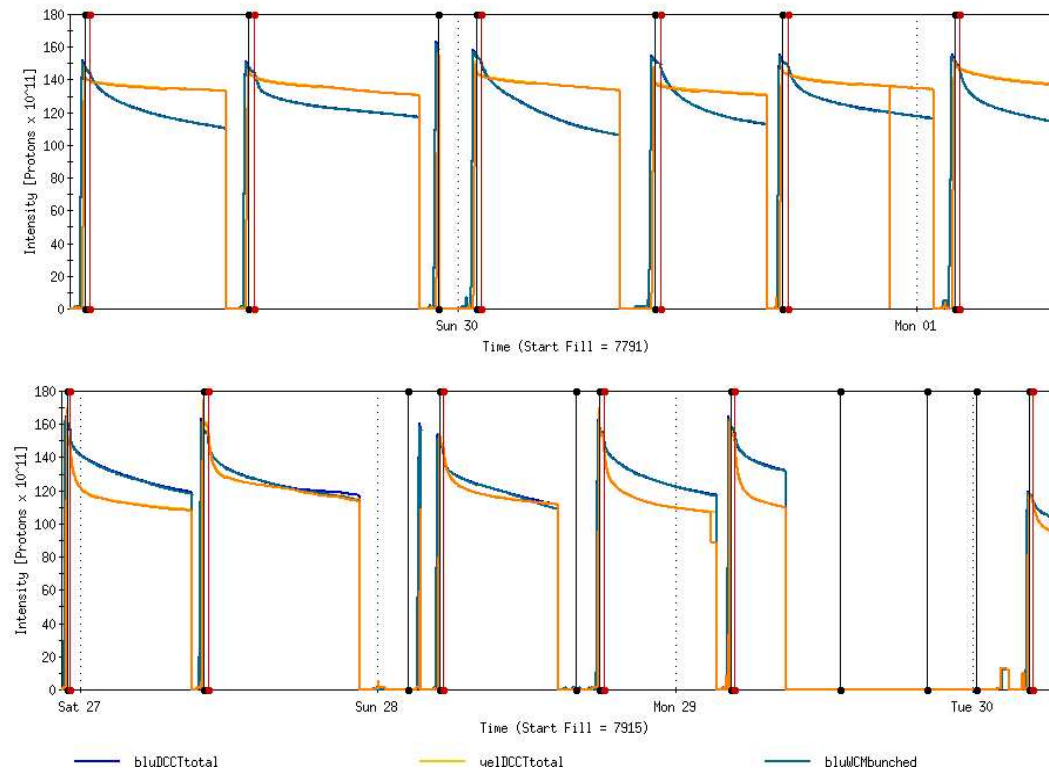 180
160
140
120
100
80
60
40
20
0
Intensity [Protons x 10^11]
Sun 30
Mon 01
Time (Start Fill = 7791)
180
160
140
120
100
80
60
40
20
0
Intensity [Protons x 10^11]
Sat 27
Sun 28
Mon 29
Tue 30
Time (Start Fill = 7915)
bluDCCTtotal
yelDCCTtotal
bluWCMbunched